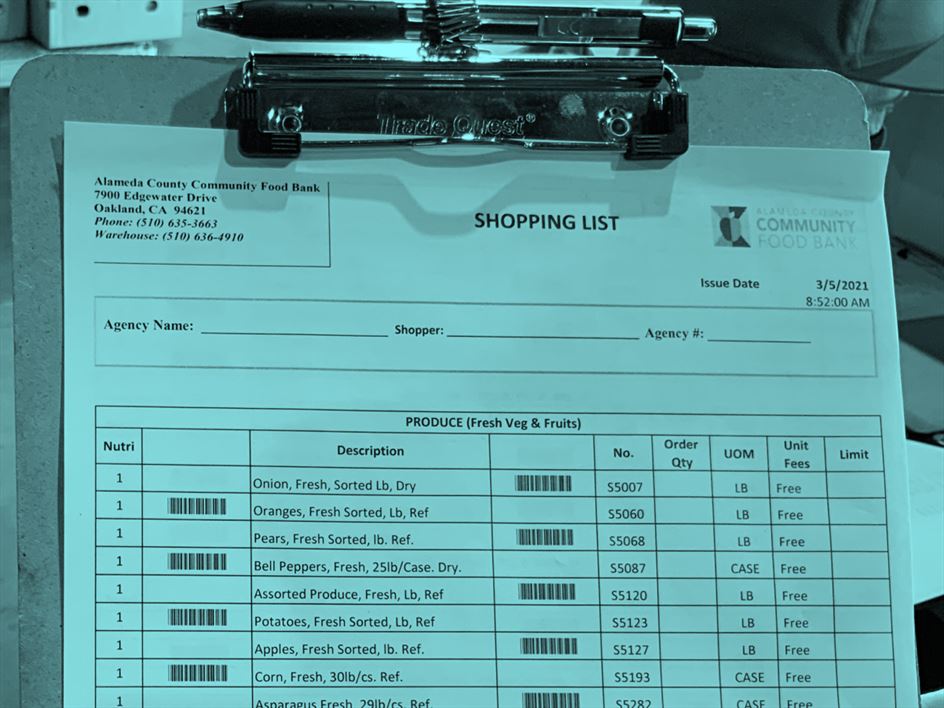 Trade Quest®
Alameda County Community Food Bank
7900 Edgewater Drive
Oakland, CA 94621
Phone: (510) 635-3663
Warehouse: (510) 636-4910
SHOPPING LIST
ALAMEDA COUNTY
COMMUNITY
FOOD BANK
Issue Date 3/5/2021
8:52:00 AM
Agency Name: Shopper: Agency #:
PRODUCE (Fresh Veg & Fruits)
Nutri Description No. Order Qty UOM Unit Fees Limit
1 Onion, Fresh, Sorted Lb, Dry S5007 LB Free
1 Oranges, Fresh Sorted, Lb, Ref S5060 LB Free
1 Pears, Fresh Sorted, lb. Ref. S5068 LB Free
1 Bell Peppers, Fresh, 25lb/Case. Dry. S5087 CASE Free
1 Assorted Produce, Fresh, Lb, Ref S5120 LB Free
1 Potatoes, Fresh Sorted, Lb, Ref S5123 LB Free
1 Apples, Fresh Sorted, lb. Ref. S5127 LB Free
1 Corn, Fresh, 30lb/cs. Ref. S5193 CASE Free
1 Asparagus Fresh, 29lb/cs. Ref. S5282 CASE Free